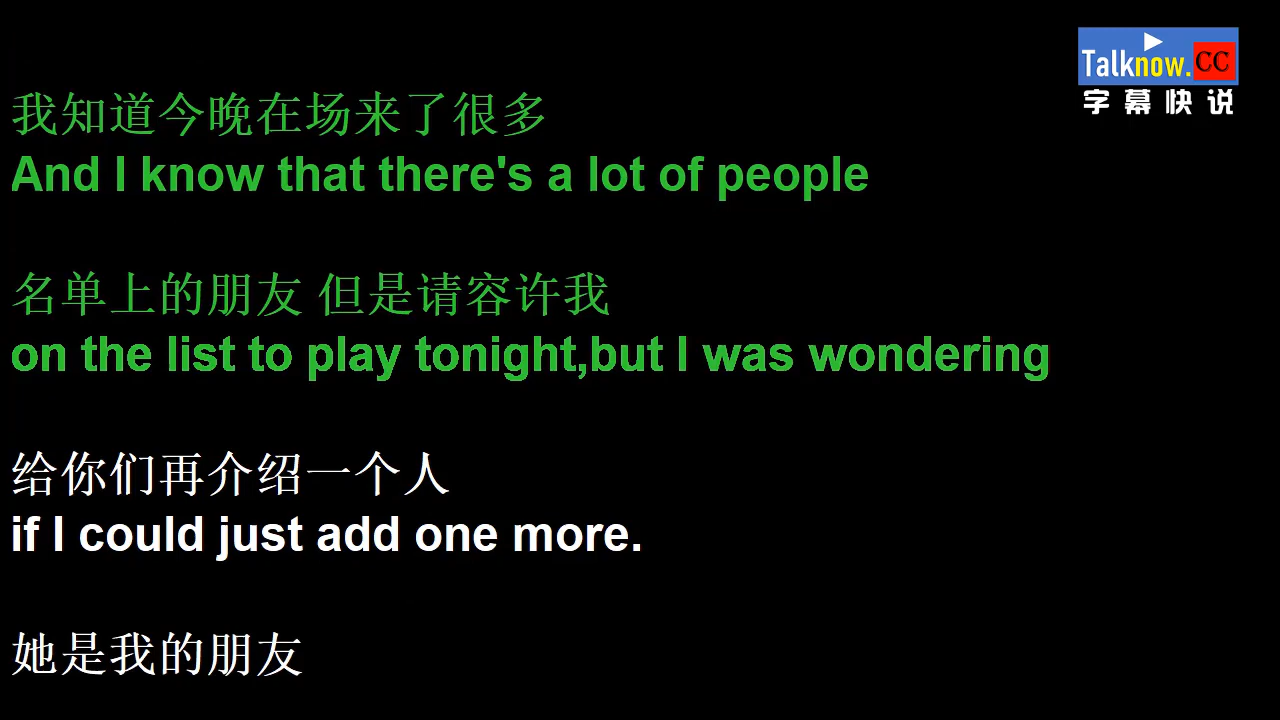 Talknow.CC
字幕快说
我知道今晚在场来了很多
And I know that there's a lot of people
名单上的朋友 但是请容许我
on the list to play tonight,but I was wondering
给你们再介绍一个人
if I could just add one more.
她是我的朋友